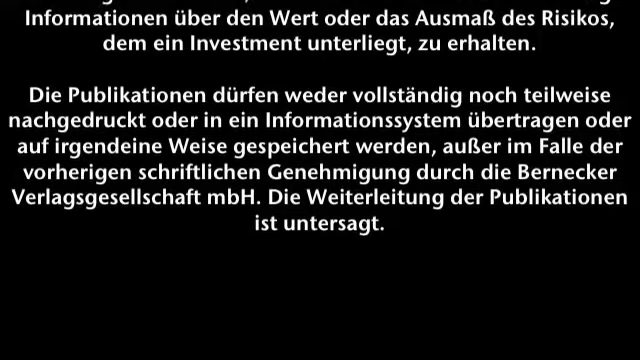 Informationen über den Wert oder das Ausmaß des Risikos,
dem ein Investment unterliegt, zu erhalten.
Die Publikationen dürfen weder vollständig noch teilweise
nachgedruckt oder in ein Informationssystem übertragen oder
auf irgendeine Weise gespeichert werden, außer im Falle der
vorherigen schriftlichen Genehmigung durch die Bernecker
Verlagsgesellschaft mbH. Die Weiterleitung der Publikationen
ist untersagt.